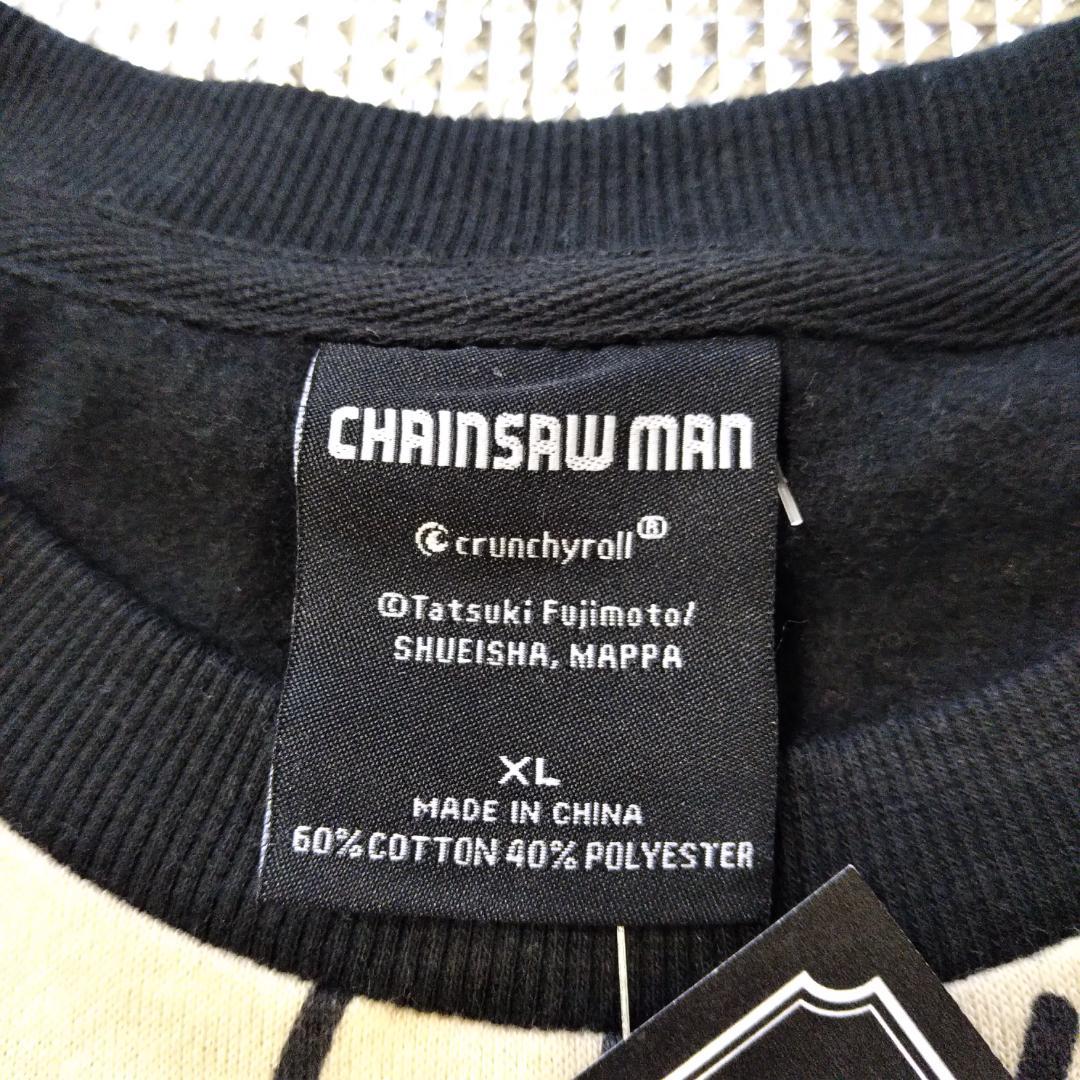 CHAINSAW MAN
crunchyroll®
©Tatsuki Fujimoto/
SHUEISHA, MAPPA
XL
MADE IN CHINA
60% COTTON 40% POLYESTER